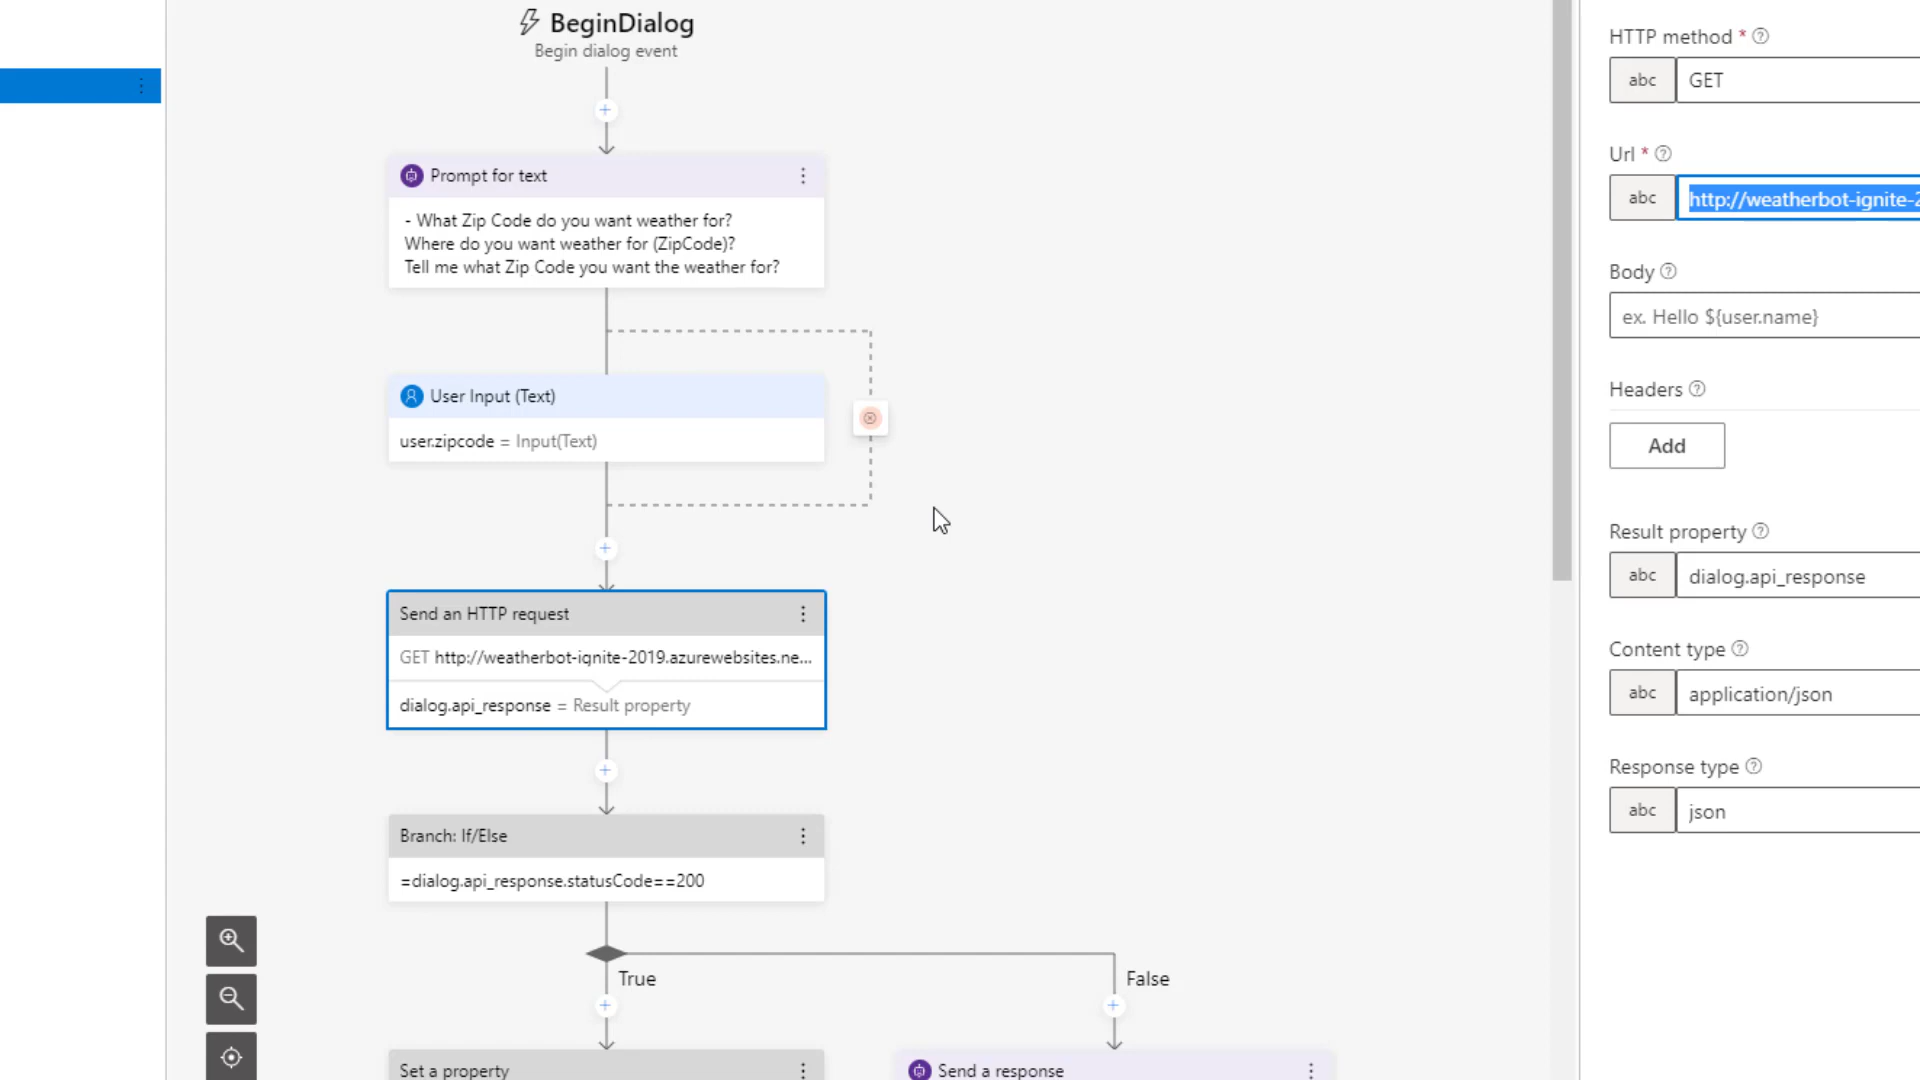 BeginDialog
Begin dialog event
Prompt for text
- What Zip Code do you want weather for?
Where do you want weather for (ZipCode)?
Tell me what Zip Code you want the weather for?
User Input (Text)
user.zipcode = Input(Text)
Send an HTTP request
GET http://weatherbot-ignite-2019.azurewebsites.ne...
dialog.api_response = Result property
Branch: If/Else
=dialog.api_response.statusCode==200
True
False
Set a property
Send a response
HTTP method *
abc
GET
Url *
abc
http://weatherbot-ignite-2
Body
ex. Hello ${user.name}
Headers
Add
Result property
abc
dialog.api_response
Content type
abc
application/json
Response type
abc
json